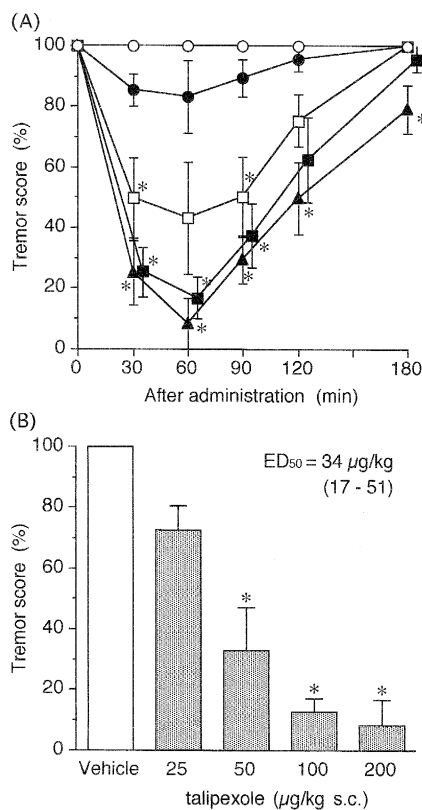 (A)
100
80
60
40
20
0
Tremor score (%)
* * * * * * * * * * *
0 30 60 90 120 180
After administration (min)
(B)
100
80
60
40
20
0
Tremor score (%)
ED50 = 34 µg/kg
(17 - 51)
* * *
Vehicle 25 50 100 200
talipexole (µg/kg s.c.)